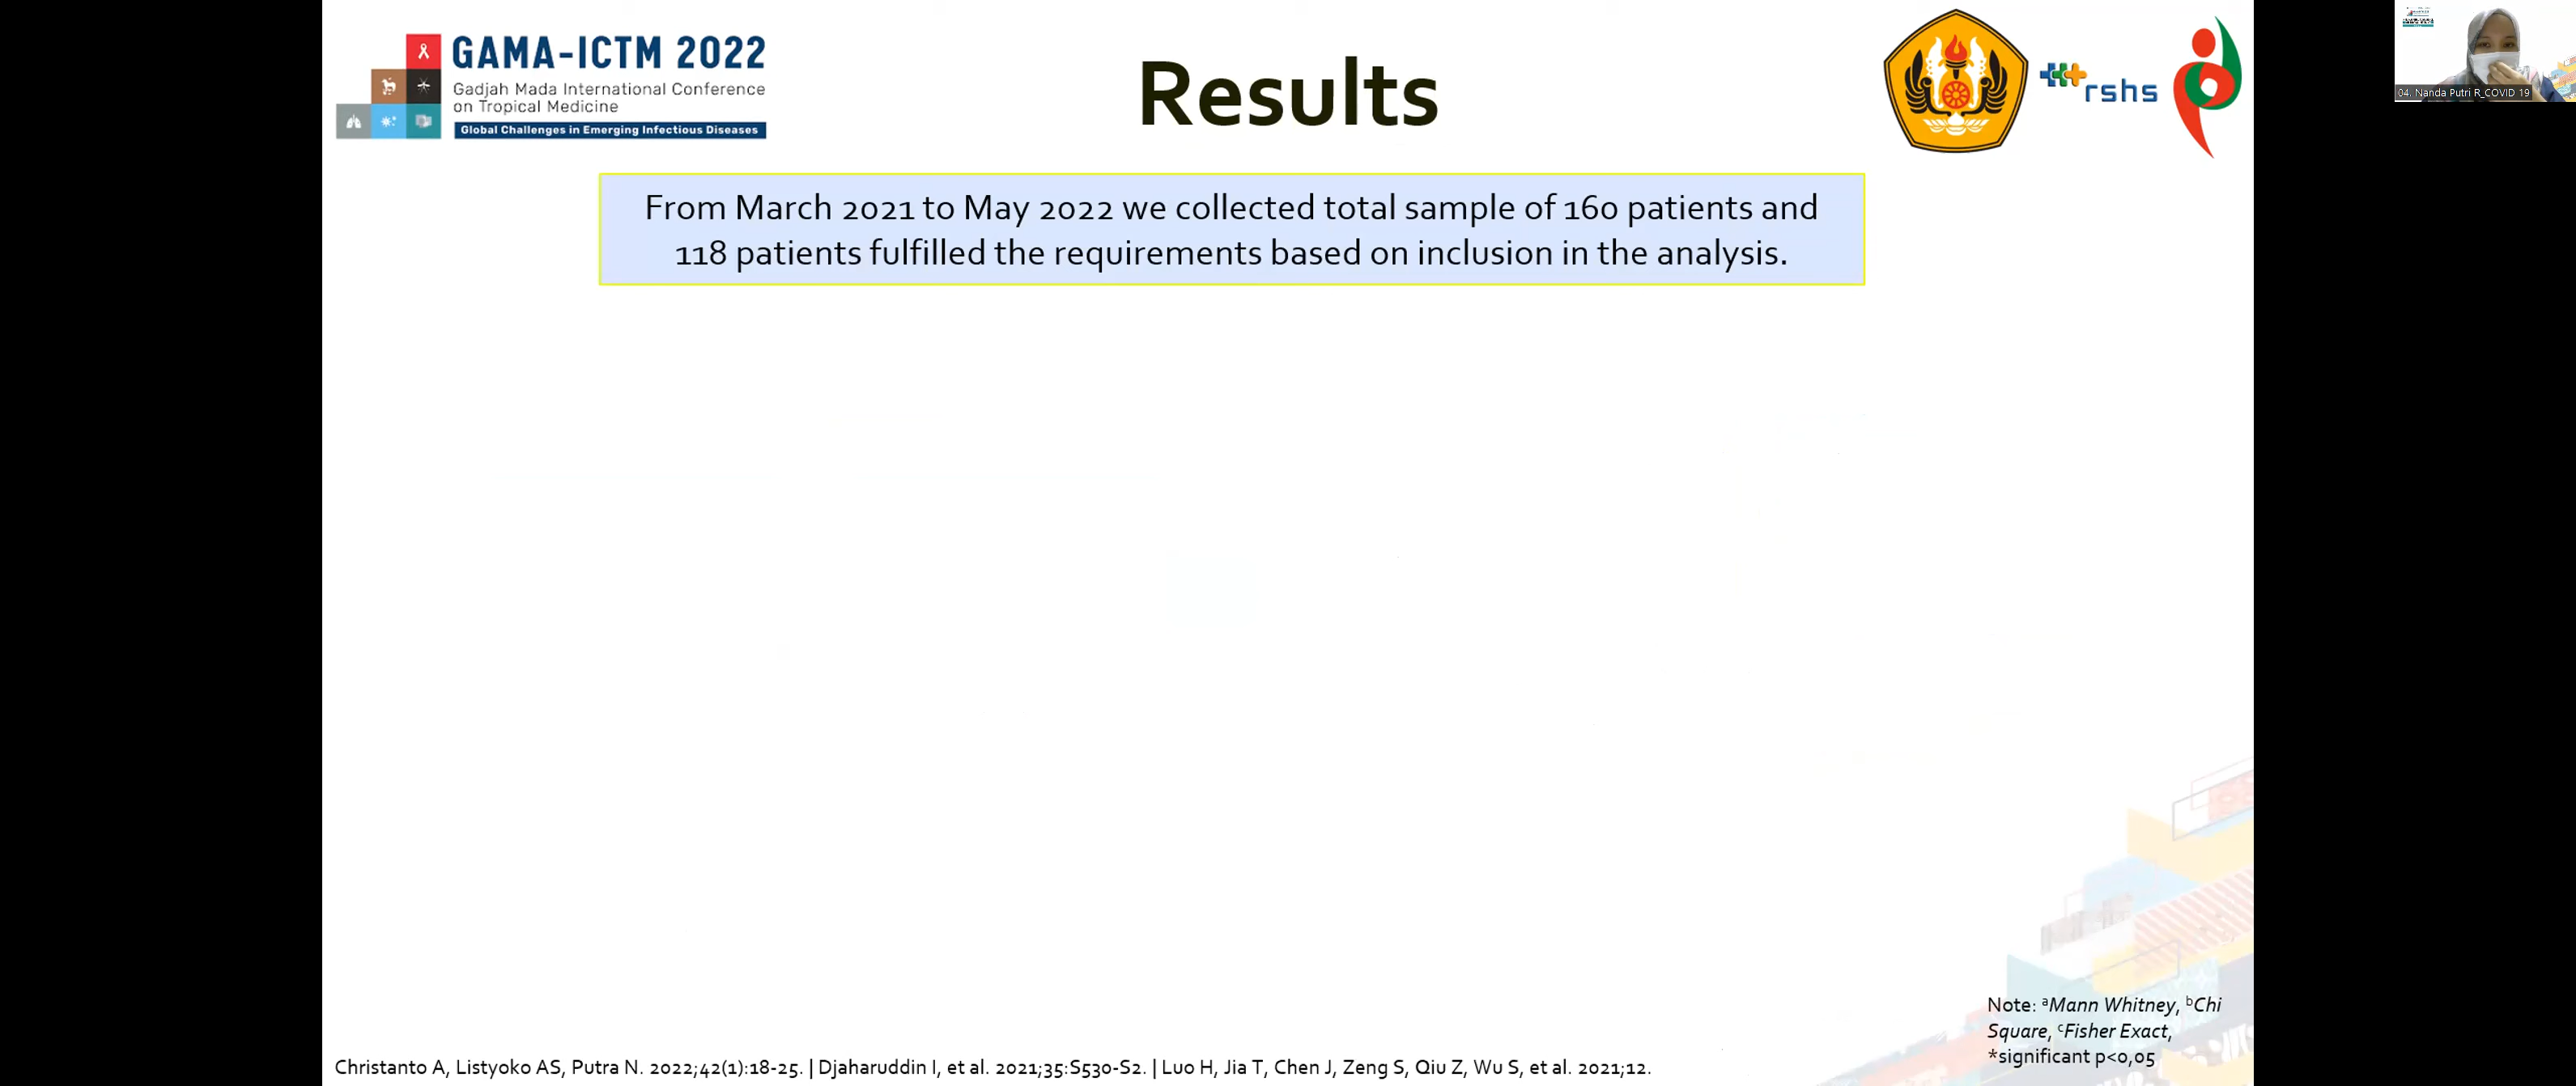 GAMA-ICTM 2022
Gadjah Mada International Conference
on Tropical Medicine
Global Challenges in Emerging Infectious Diseases
Results
rshs
04. Nanda Putri R_COVID 19
From March 2021 to May 2022 we collected total sample of 160 patients and
118 patients fulfilled the requirements based on inclusion in the analysis.
Note: ᵃMann Whitney, ᵇChi
Square, ᶜFisher Exact,
*significant p<0,05
Christanto A, Listyoko AS, Putra N. 2022;42(1):18-25. | Djaharuddin I, et al. 2021;35:S530-S2. | Luo H, Jia T, Chen J, Zeng S, Qiu Z, Wu S, et al. 2021;12.